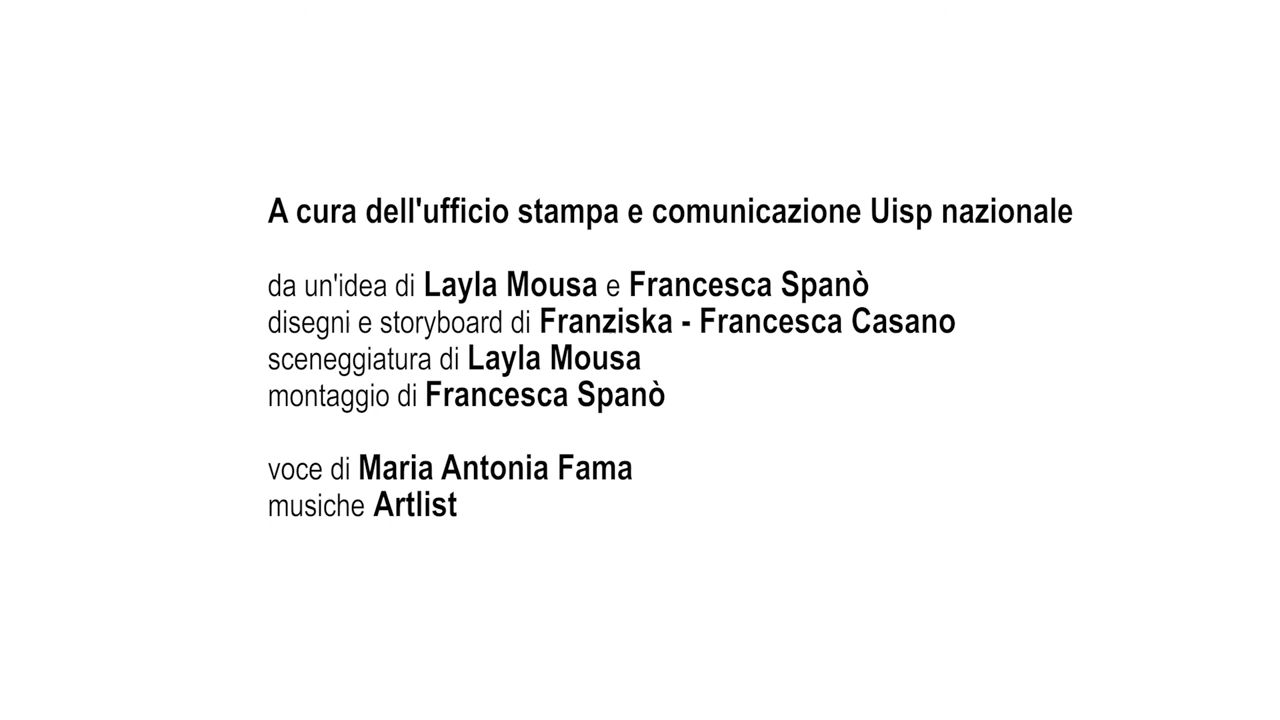 A cura dell'ufficio stampa e comunicazione Uisp nazionale
da un'idea di Layla Mousa e Francesca Spanò
disegni e storyboard di Franziska - Francesca Casano
sceneggiatura di Layla Mousa
montaggio di Francesca Spanò
voce di Maria Antonia Fama
musiche Artlist